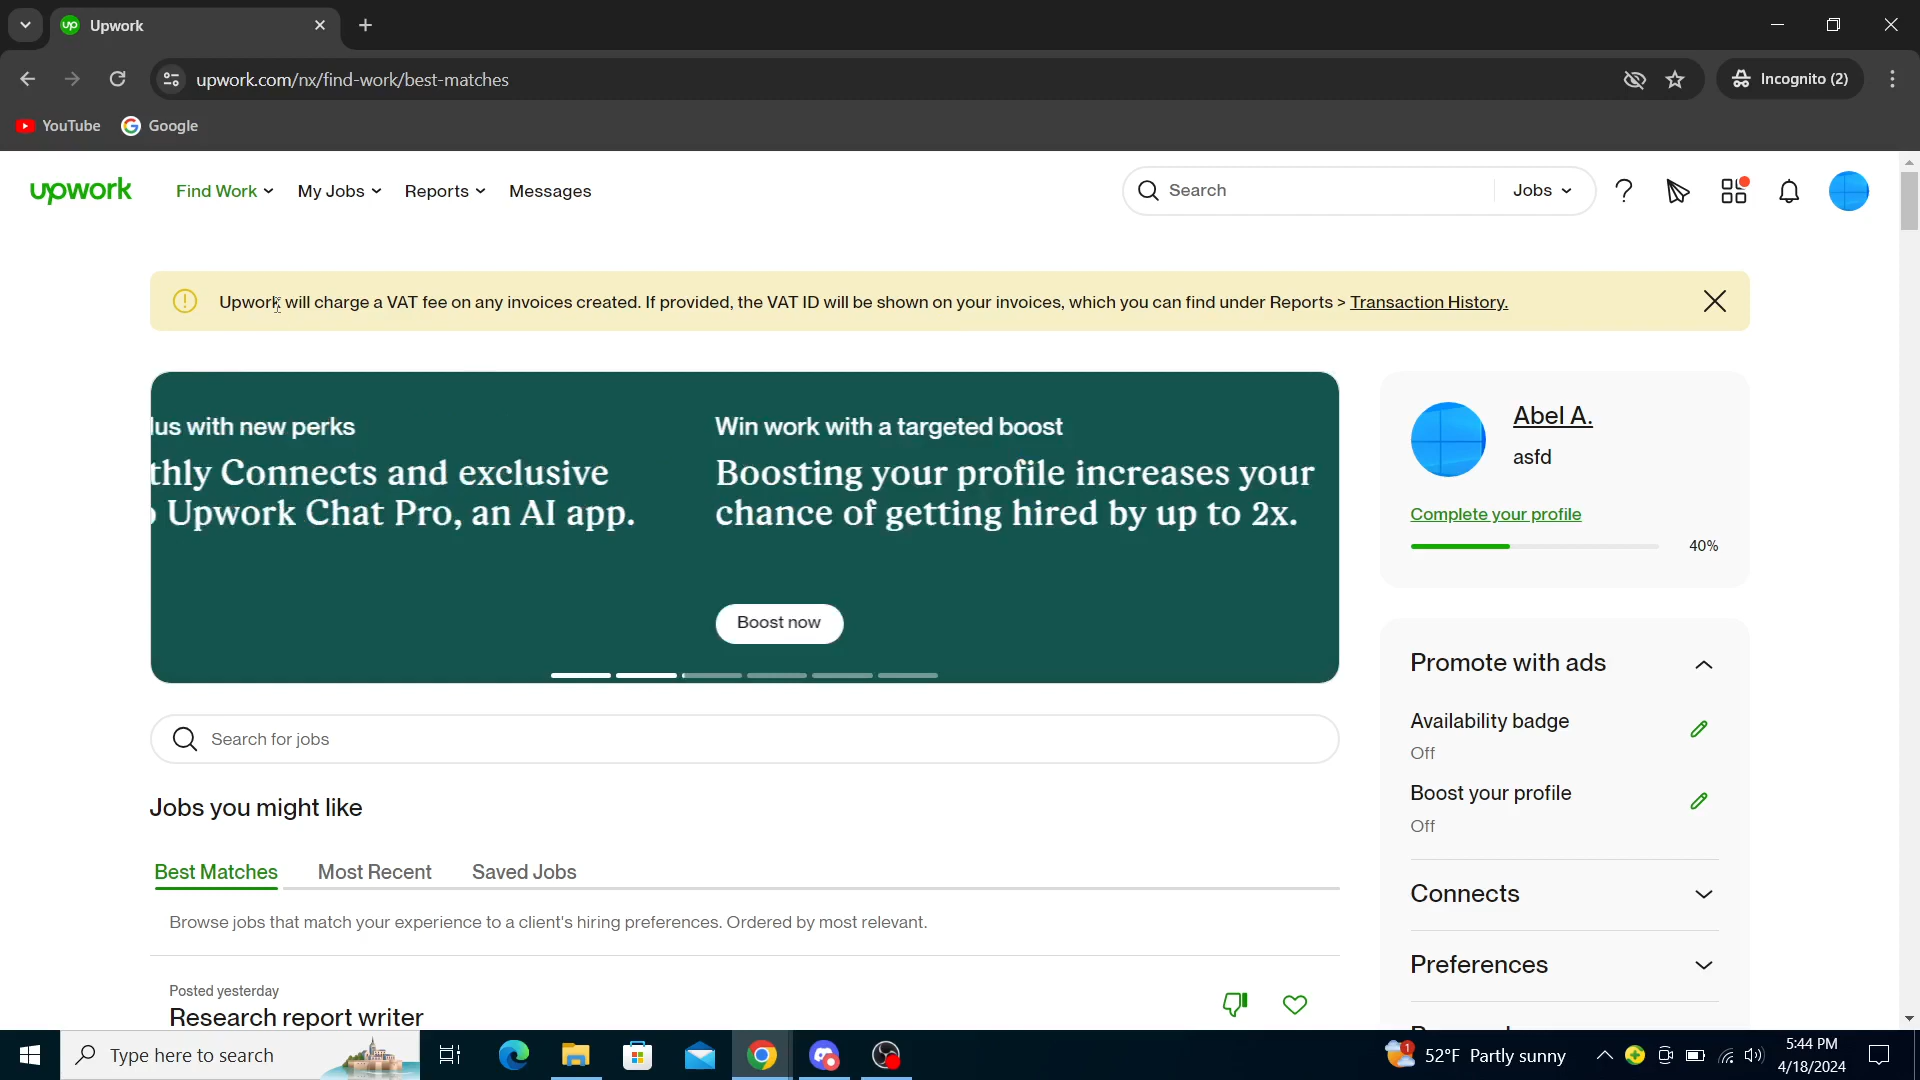 Upwork
upwork.com/nx/find-work/best-matches
Incognito (2)
YouTube
Google
upwork
Find Work
My Jobs
Reports
Messages
Search
Jobs
Upwork will charge a VAT fee on any invoices created. If provided, the VAT ID will be shown on your invoices, which you can find under Reports > Transaction History.
lus with new perks
thly Connects and exclusive
Upwork Chat Pro, an AI app.
Win work with a targeted boost
Boosting your profile increases your
chance of getting hired by up to 2x.
Boost now
Abel A.
asfd
Complete your profile
40%
Search for jobs
Promote with ads
Availability badge
Off
Boost your profile
Off
Connects
Preferences
Jobs you might like
Best Matches
Most Recent
Saved Jobs
Browse jobs that match your experience to a client's hiring preferences. Ordered by most relevant.
Posted yesterday
Research report writer
Type here to search
1
52°F Partly sunny
5:44 PM
4/18/2024